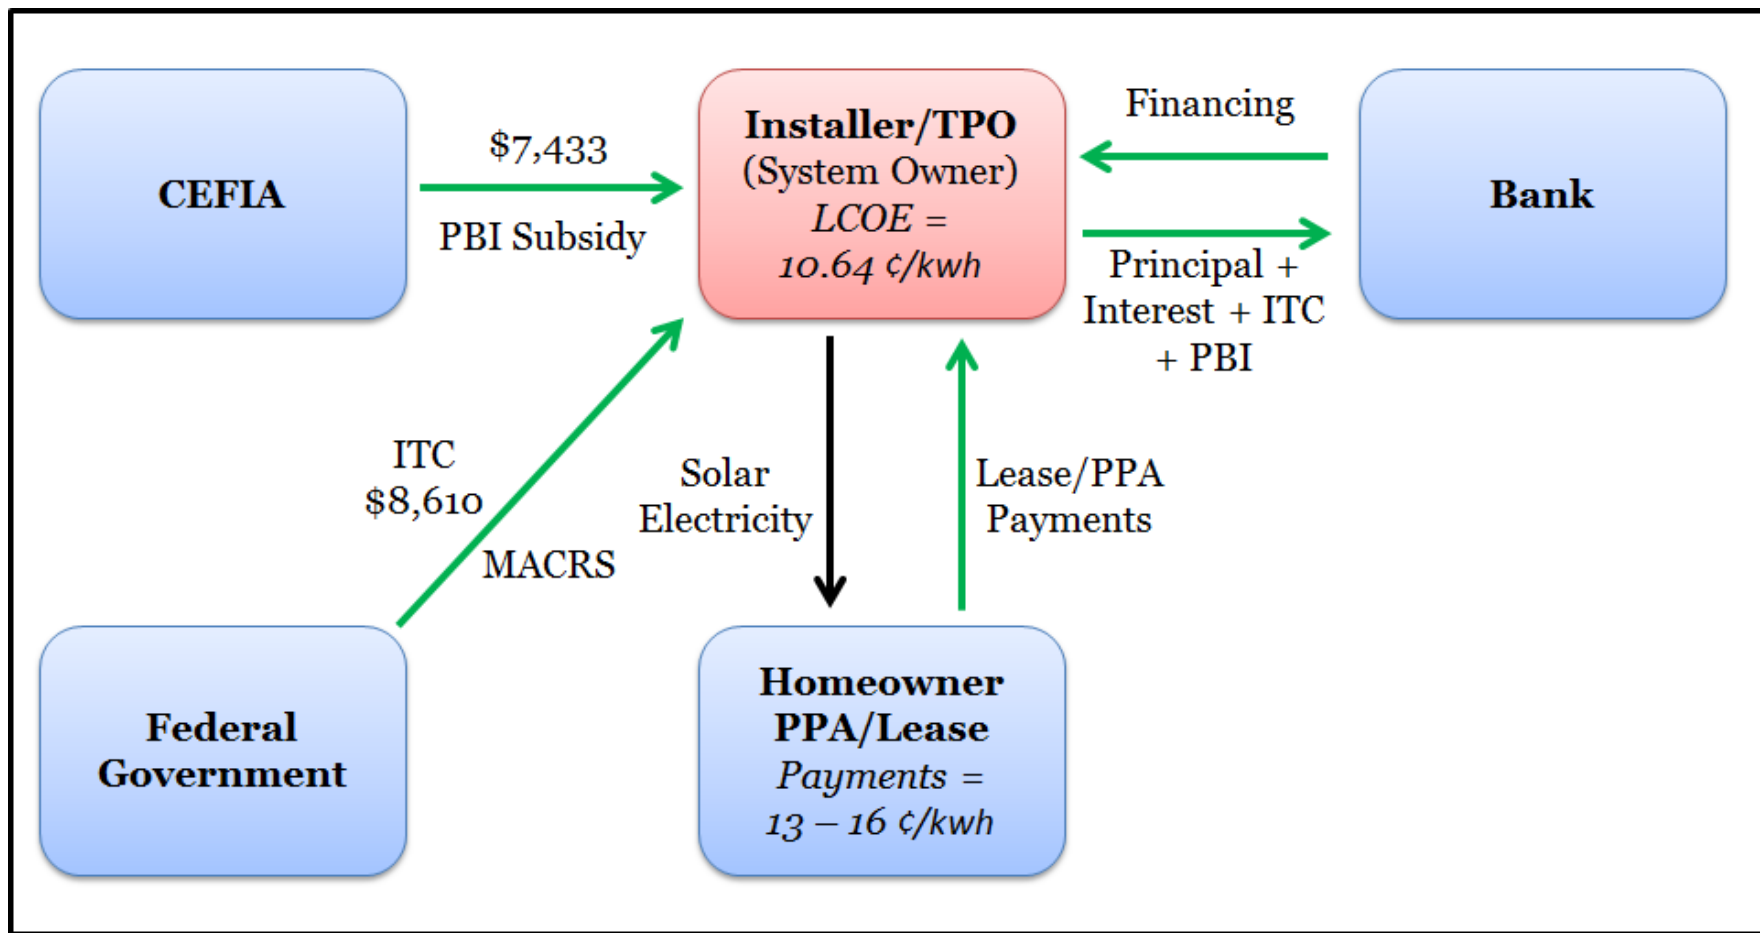 CEFIA
$7,433
PBI Subsidy
Installer/TPO
(System Owner)
LCOE =
10.64 ¢/kwh
Financing
Principal +
Interest + ITC
+ PBI
Bank
ITC
$8,610
MACRS
Solar
Electricity
Lease/PPA
Payments
Federal
Government
Homeowner
PPA/Lease
Payments =
13 – 16 ¢/kwh